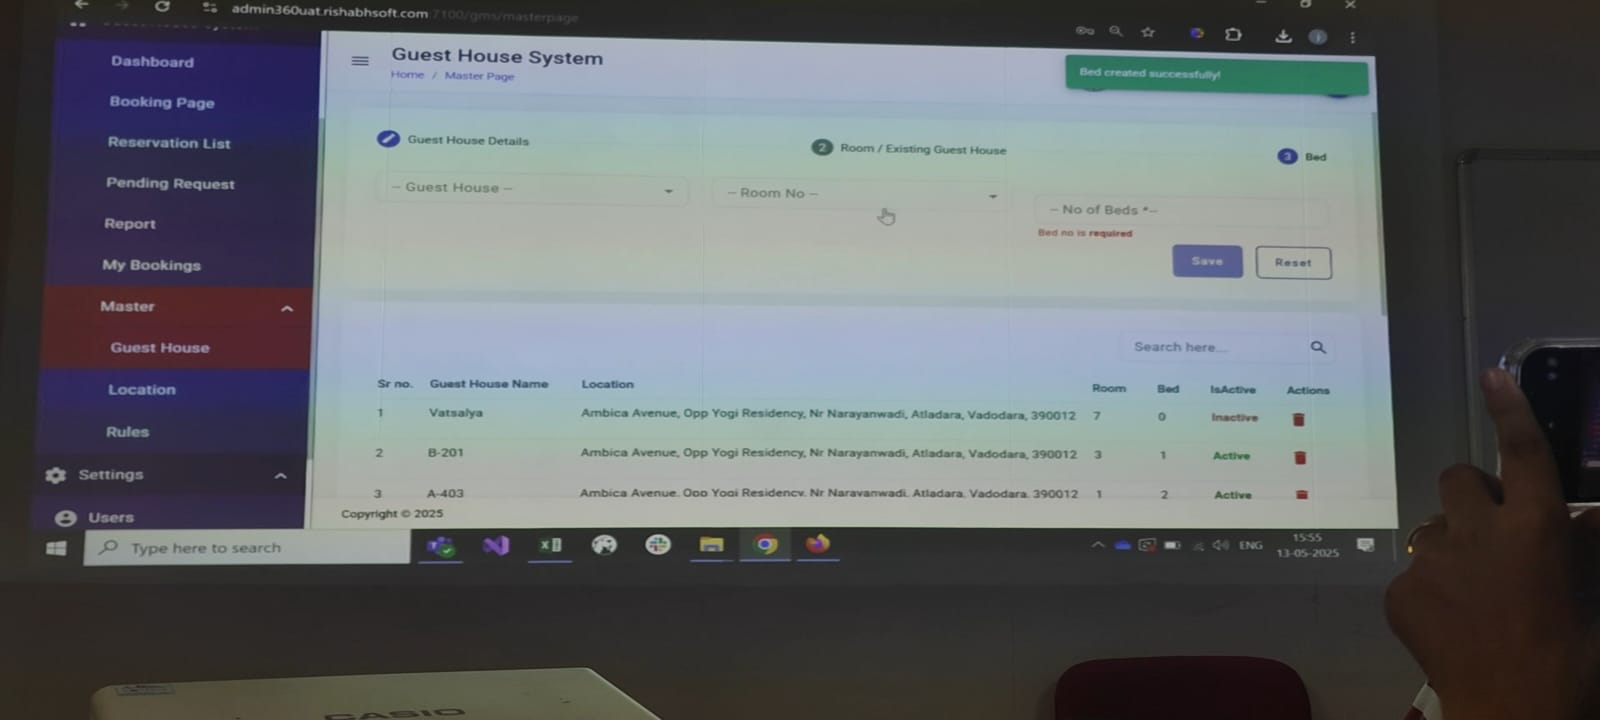 admin360uat.rishabhsoft.com:7100/gms/masterpage
Dashboard
Booking Page
Reservation List
Pending Request
Report
My Bookings
Master
Guest House
Location
Rules
Settings
Users
Guest House System
Home / Master Page
Bed created successfully!
Guest House Details
2 Room / Existing Guest House
3 Bed
-- Guest House --
-- Room No --
-- No of Beds *--
Bed no is required
Save Reset
Search here...
Sr no. Guest House Name Location Room Bed IsActive Actions
1 Vatsalya Ambica Avenue, Opp Yogi Residency, Nr Narayanwadi, Atladara, Vadodara, 390012 7 0 Inactive
2 B-201 Ambica Avenue, Opp Yogi Residency, Nr Narayanwadi, Atladara, Vadodara, 390012 3 1 Active
3 A-403 Ambica Avenue, Opp Yogi Residency, Nr Narayanwadi, Atladara, Vadodara, 390012 1 2 Active
Copyright © 2025
Type here to search
ENG
15:55
13-05-2025
CASIO